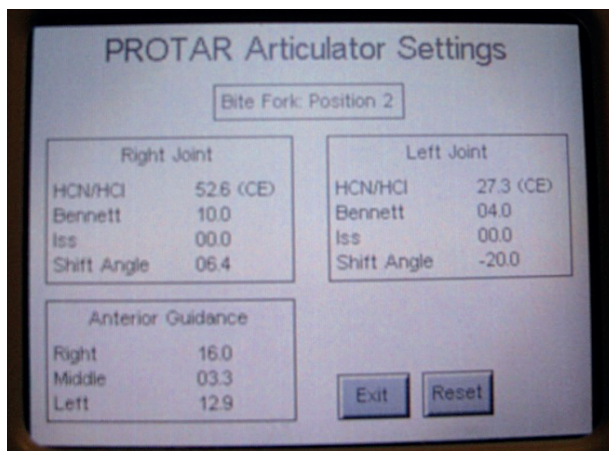 PROTAR Articulator Settings
Bite Fork: Position 2
Right Joint
HCN/HCI 52.6 (CE)
Bennett 10.0
Iss 00.0
Shift Angle 06.4
Left Joint
HCN/HCI 27.3 (CE)
Bennett 04.0
Iss 00.0
Shift Angle -20.0
Anterior Guidance
Right 16.0
Middle 03.3
Left 12.9
Exit
Reset